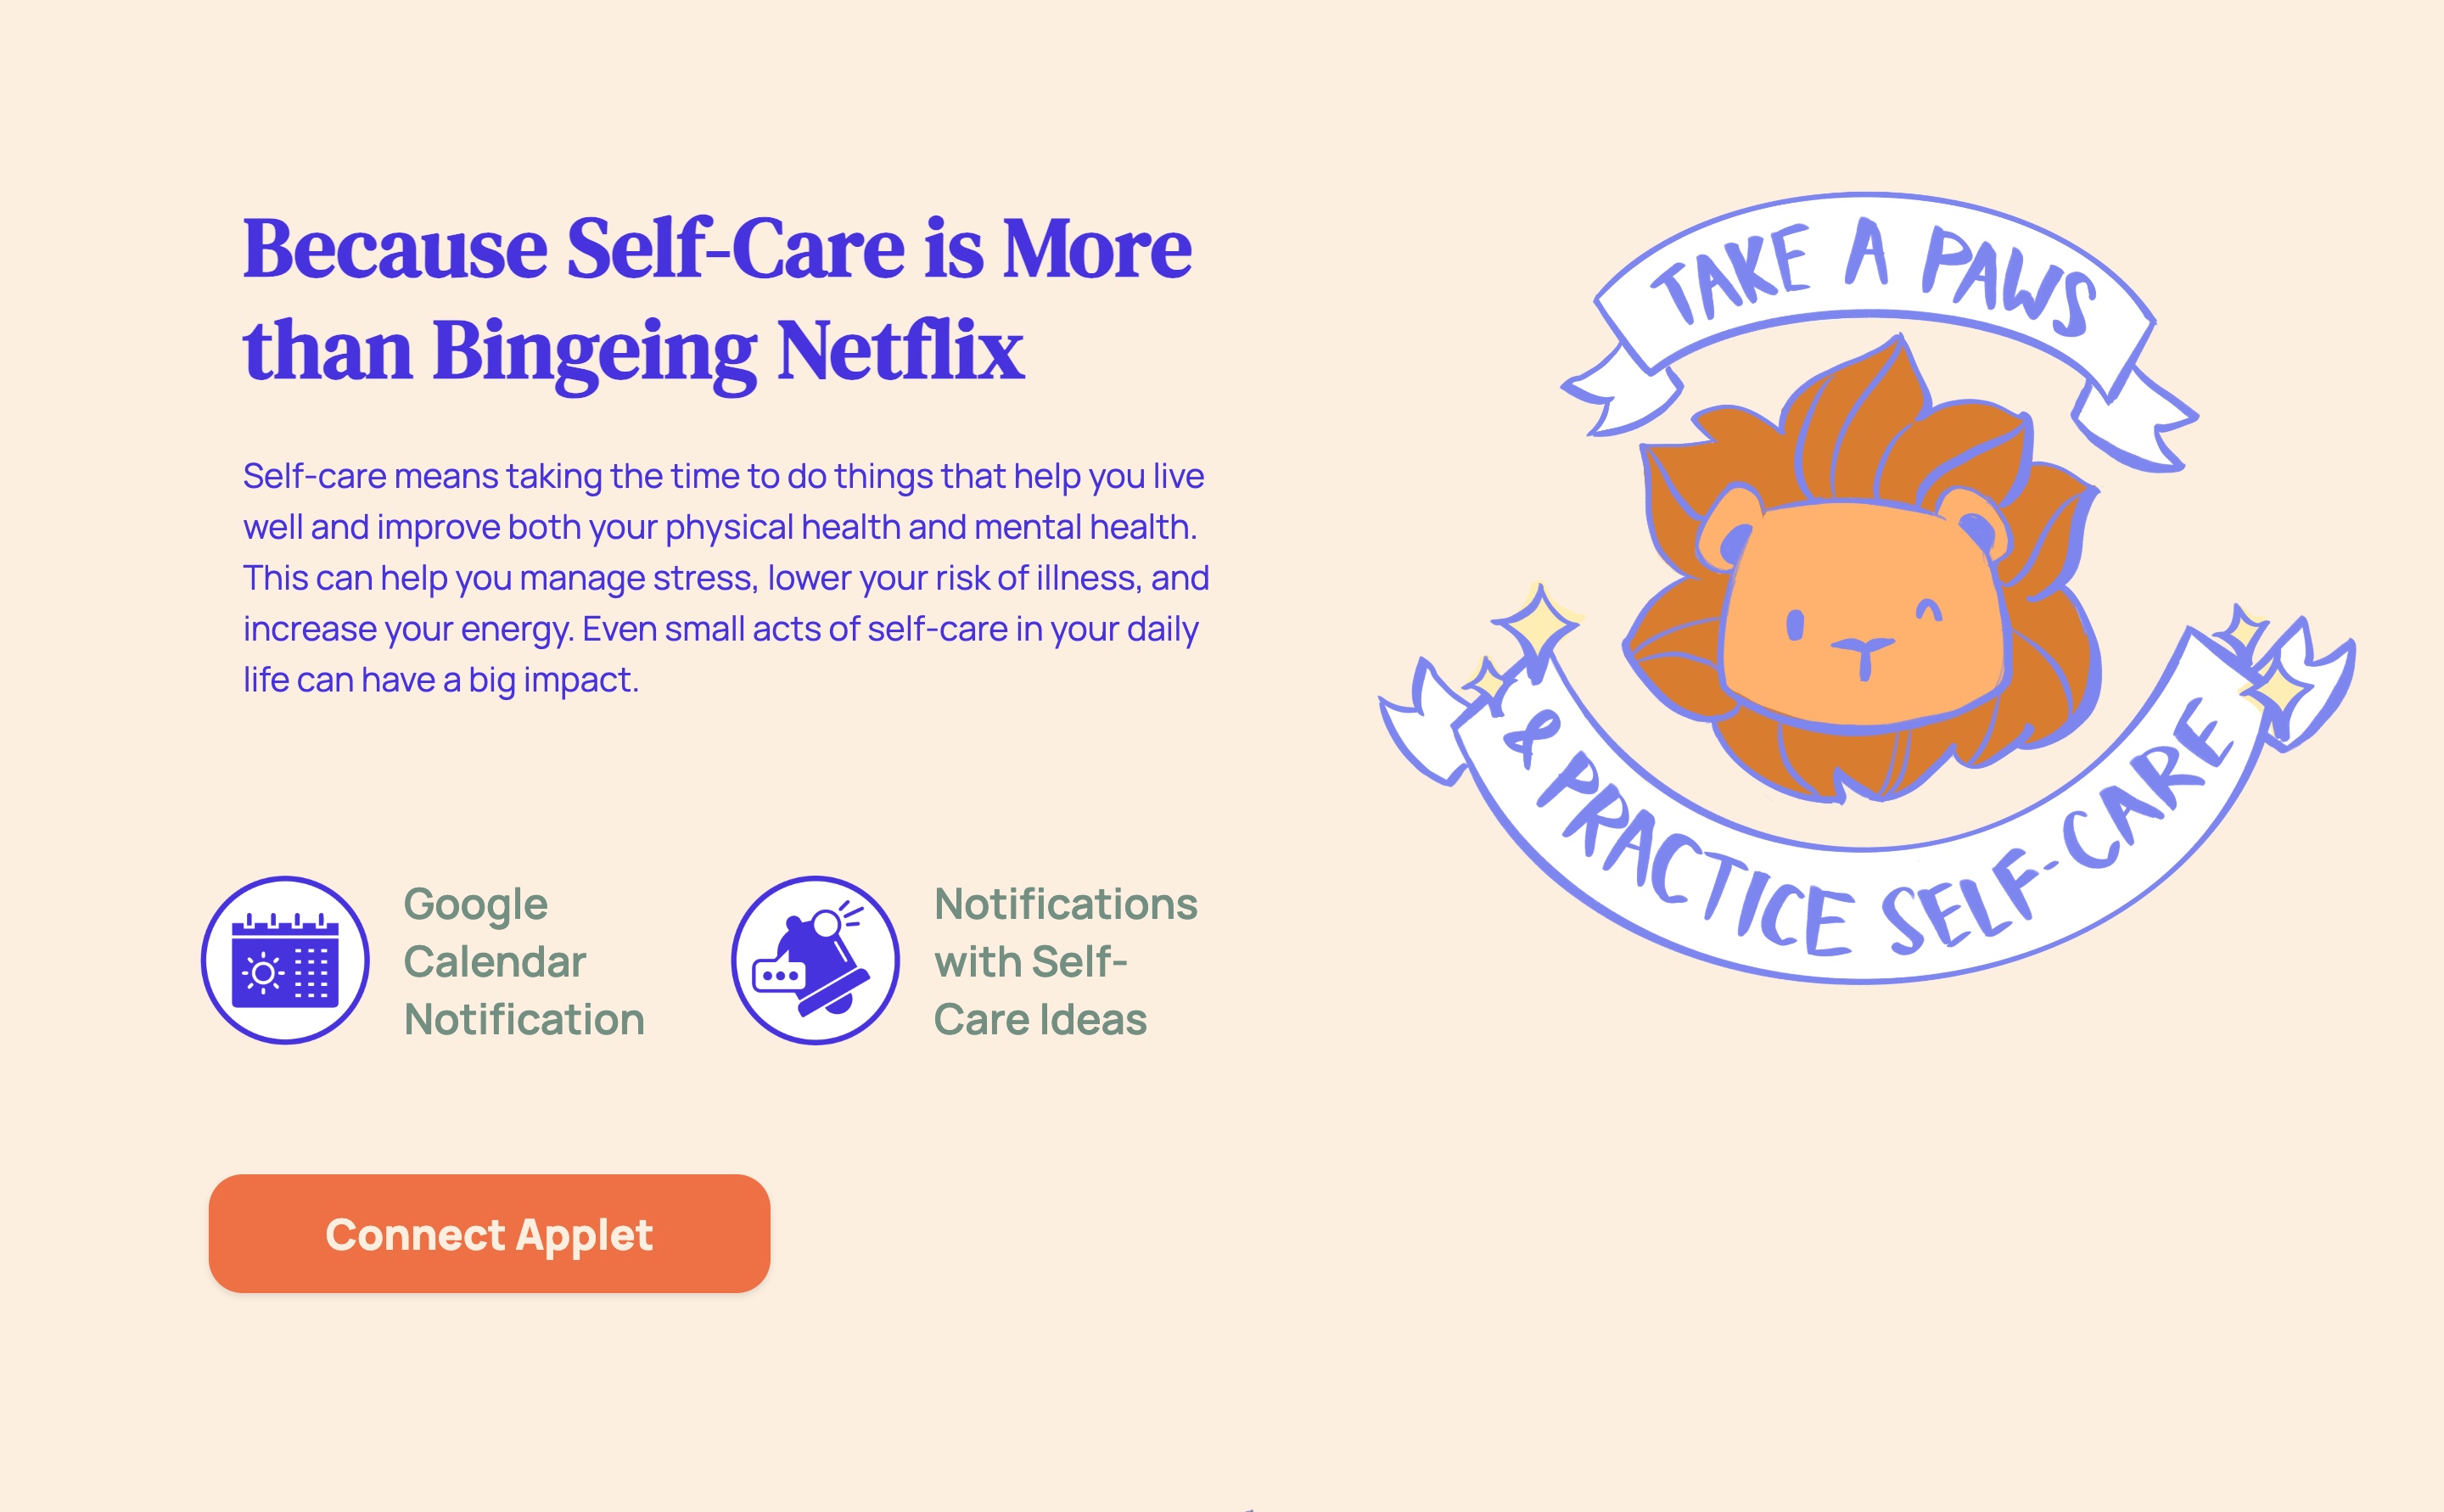 Because Self-Care is More
than Bingeing Netflix
Self-care means taking the time to do things that help you live
well and improve both your physical health and mental health.
This can help you manage stress, lower your risk of illness, and
increase your energy. Even small acts of self-care in your daily
life can have a big impact.
Google
Calendar
Notification
Notifications
with Self-
Care Ideas
Connect Applet
TAKE A PAWS
& PRACTICE SELF-CARE